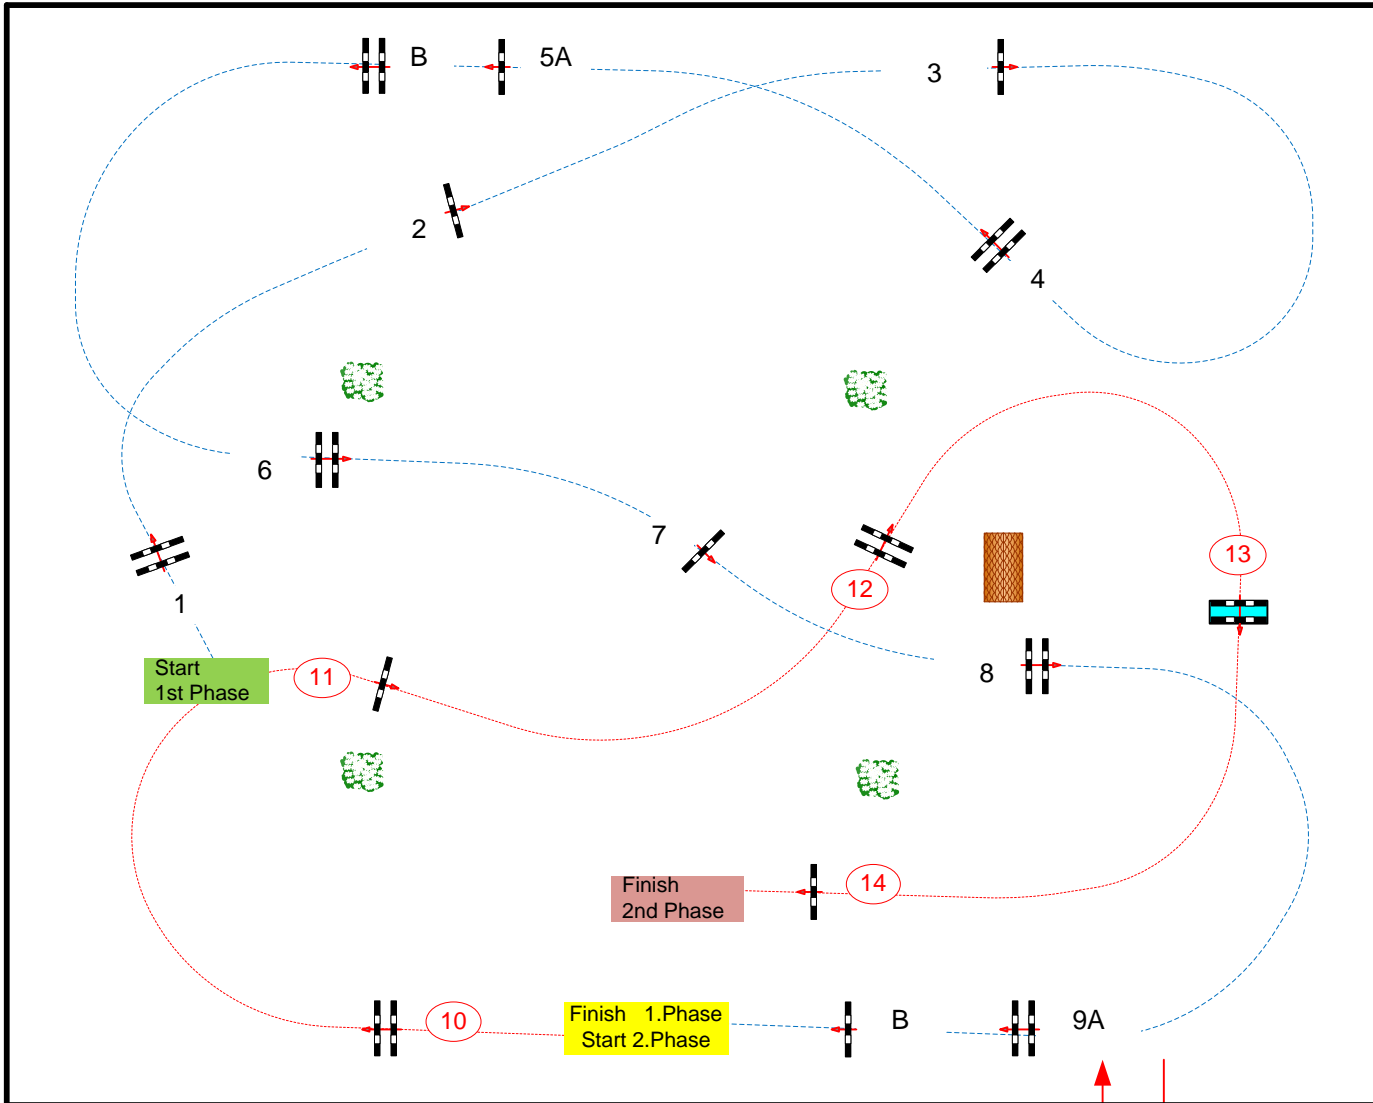 B
5A
3
2
4
6
7
13
12
1
Start
1st Phase
11
8
Finish
2nd Phase
14
10
Finish 1.Phase
Start 2.Phase
B
9A